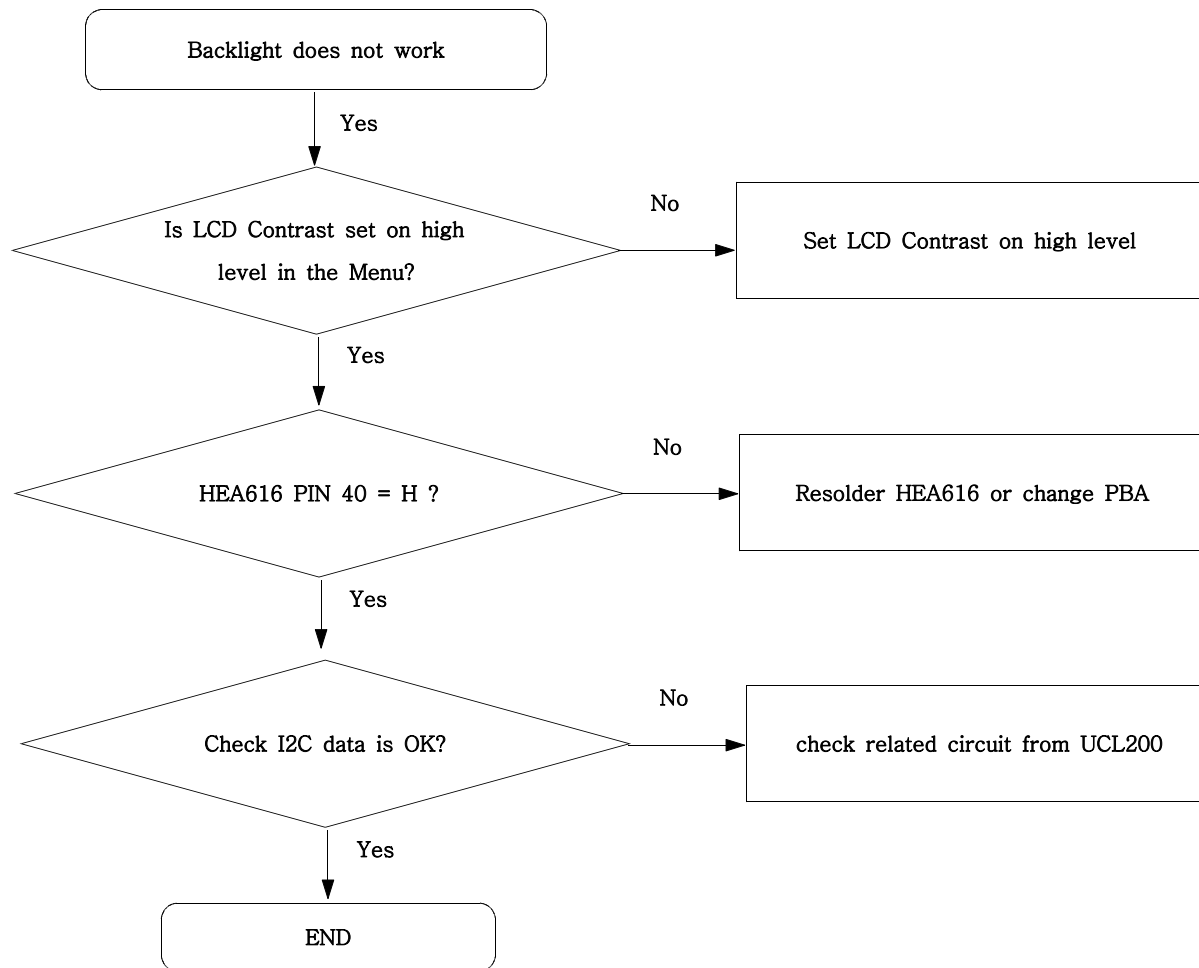 Backlight does not work
Yes
Is LCD Contrast set on high
level in the Menu?
No
Set LCD Contrast on high level
Yes
HEA616 PIN 40 = H ?
No
Resolder HEA616 or change PBA
Yes
Check I2C data is OK?
No
check related circuit from UCL200
Yes
END